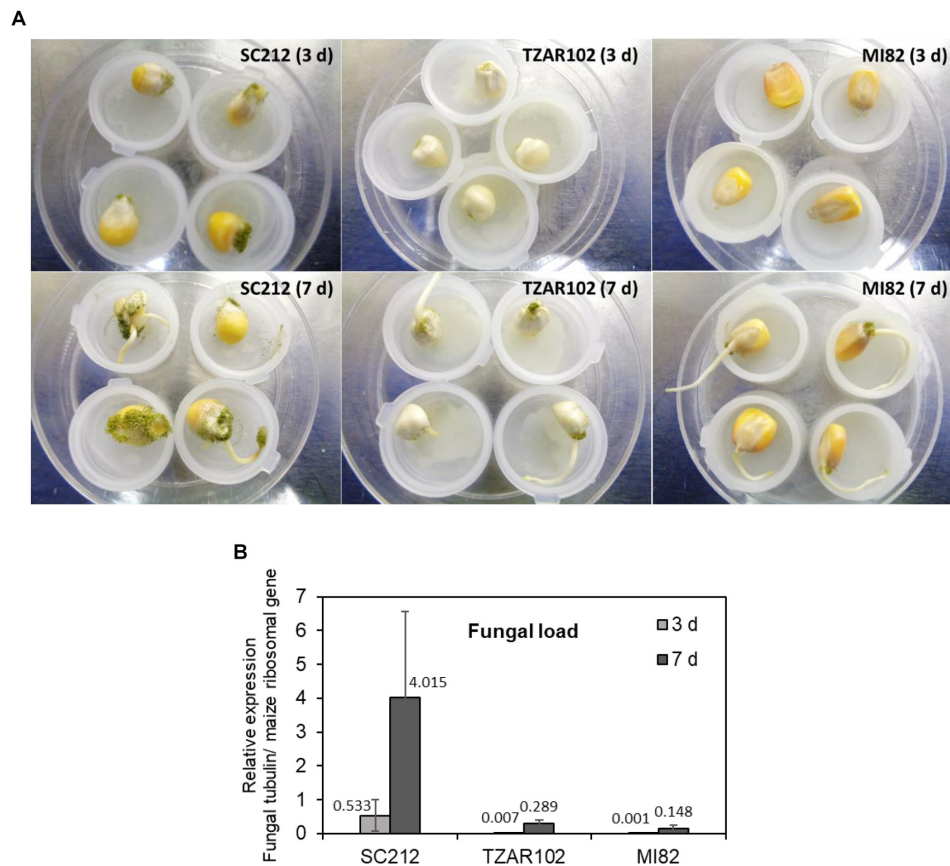 A
SC212 (3 d)
TZAR102 (3 d)
MI82 (3 d)
SC212 (7 d)
TZAR102 (7 d)
MI82 (7 d)
B
Relative expression
Fungal tubulin/ maize ribosomal gene
7
6
5
4
3
2
1
0
Fungal load
3 d
7 d
0.533
4.015
0.007
0.289
0.001
0.148
SC212
TZAR102
MI82